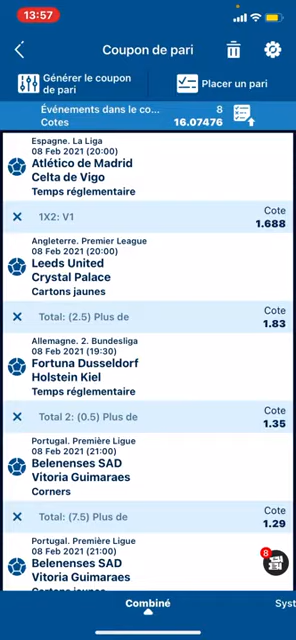 13:57
Coupon de pari
Générer le coupon
de pari
Placer un pari
Événements dans le co... 8
Cotes 16.07476
Espagne. La Liga
08 Feb 2021 (20:00)
Atlético de Madrid
Celta de Vigo
Temps réglementaire
1X2: V1
Cote
1.688
Angleterre. Premier League
08 Feb 2021 (20:00)
Leeds United
Crystal Palace
Cartons jaunes
Total: (2.5) Plus de
Cote
1.83
Allemagne. 2. Bundesliga
08 Feb 2021 (19:30)
Fortuna Dusseldorf
Holstein Kiel
Temps réglementaire
Total 2: (0.5) Plus de
Cote
1.35
Portugal. Première Ligue
08 Feb 2021 (21:00)
Belenenses SAD
Vitoria Guimaraes
Corners
Total: (7.5) Plus de
Cote
1.29
Portugal. Première Ligue
08 Feb 2021 (21:00)
Belenenses SAD
Vitoria Guimaraes
Cartons jaunes
8
Combiné
Syst